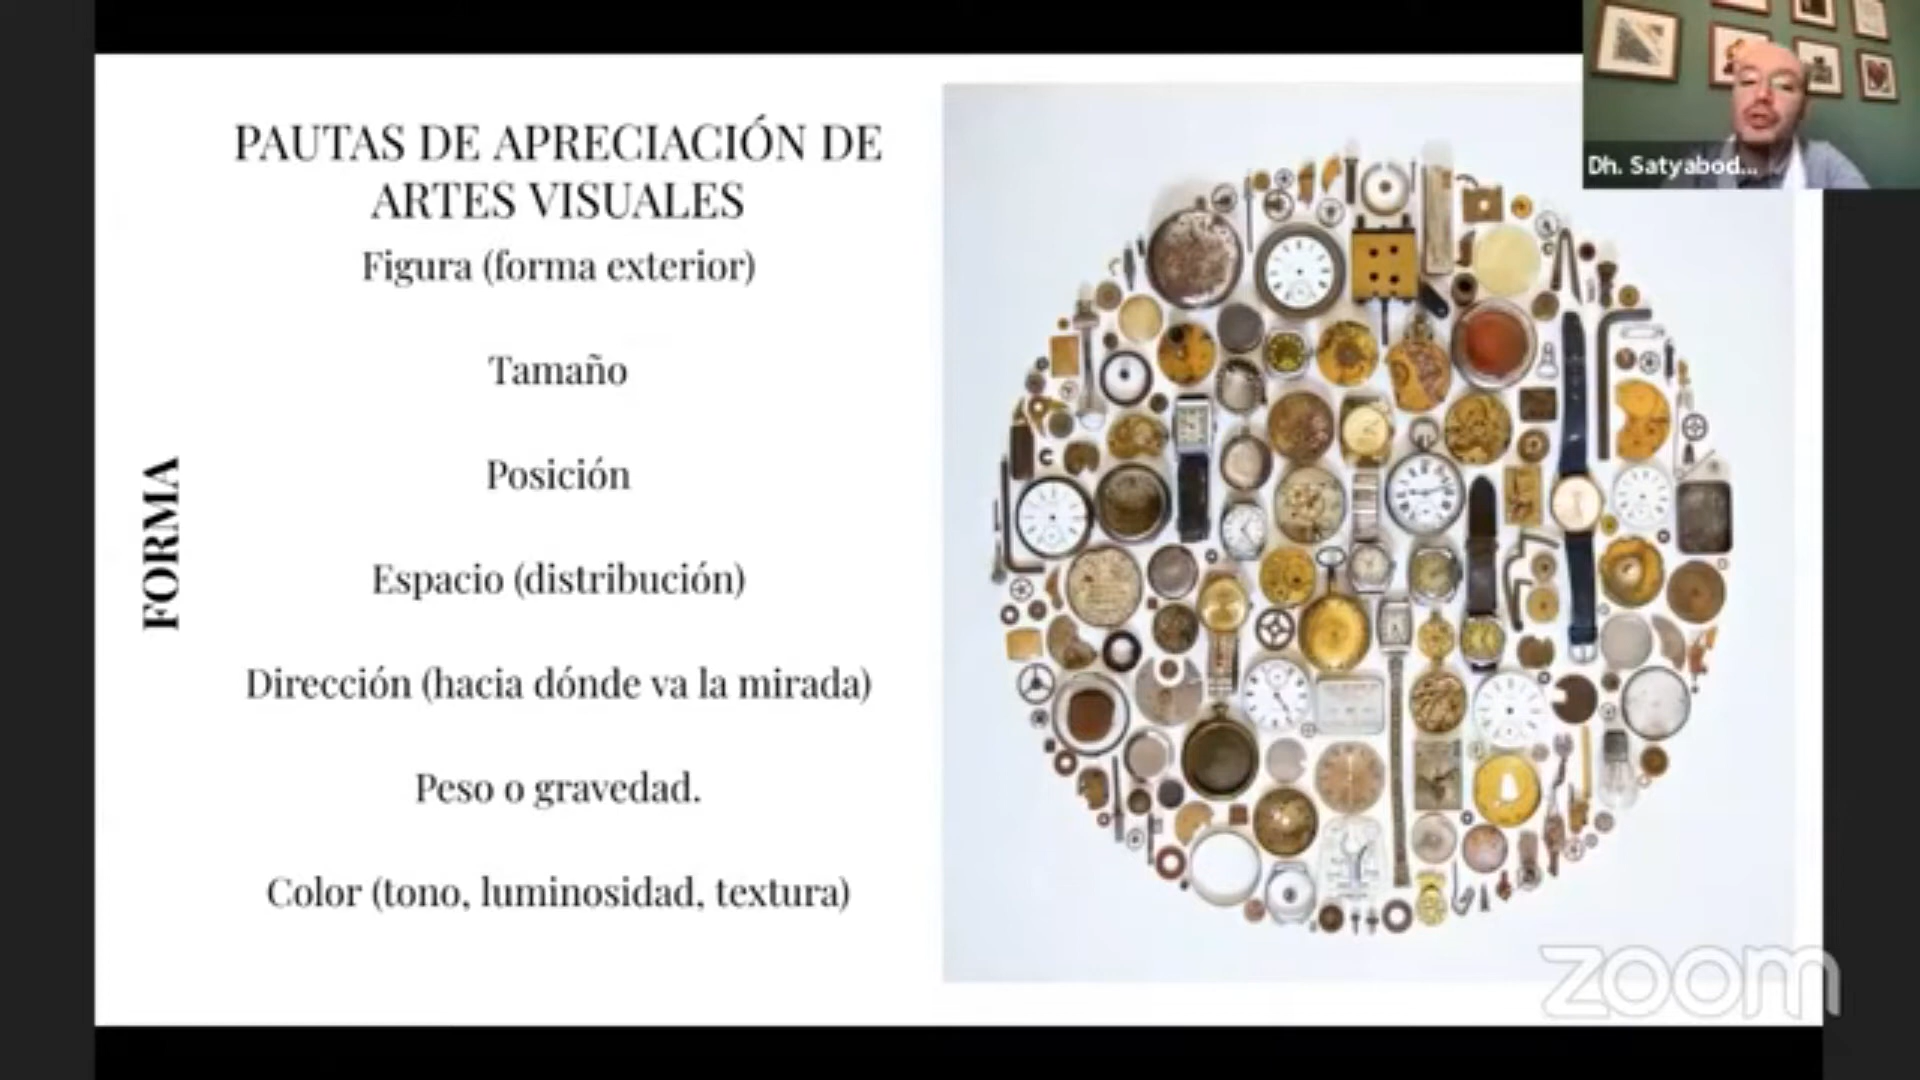 PAUTAS DE APRECIACIÓN DE
ARTES VISUALES
Figura (forma exterior)
Tamaño
Posición
Espacio (distribución)
Dirección (hacia dónde va la mirada)
Peso o gravedad.
Color (tono, luminosidad, textura)
FORMA
Dh. Satyabod...
zoom